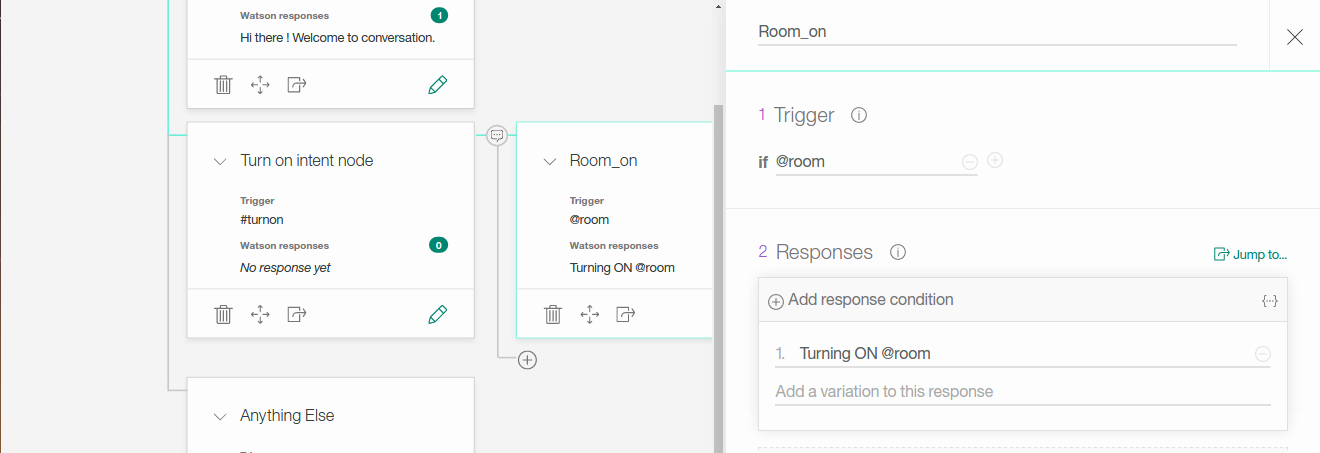 Watson responses
1
Hi there ! Welcome to conversation.
Turn on intent node
Trigger
#turnon
Watson responses
0
No response yet
Room_on
Trigger
@room
Watson responses
Turning ON @room
Anything Else
Room_on
1 Trigger
if @room
2 Responses
Jump to...
Add response condition
1. Turning ON @room
Add a variation to this response